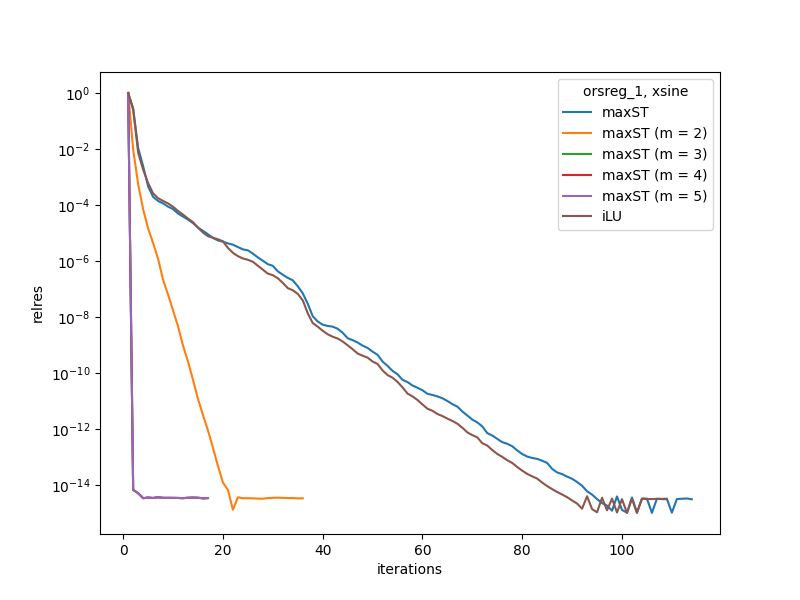 orsreg_1, xsine
maxST
maxST (m = 2)
maxST (m = 3)
maxST (m = 4)
maxST (m = 5)
iLU
relres
10^0
10^-2
10^-4
10^-6
10^-8
10^-10
10^-12
10^-14
0 20 40 60 80 100
iterations